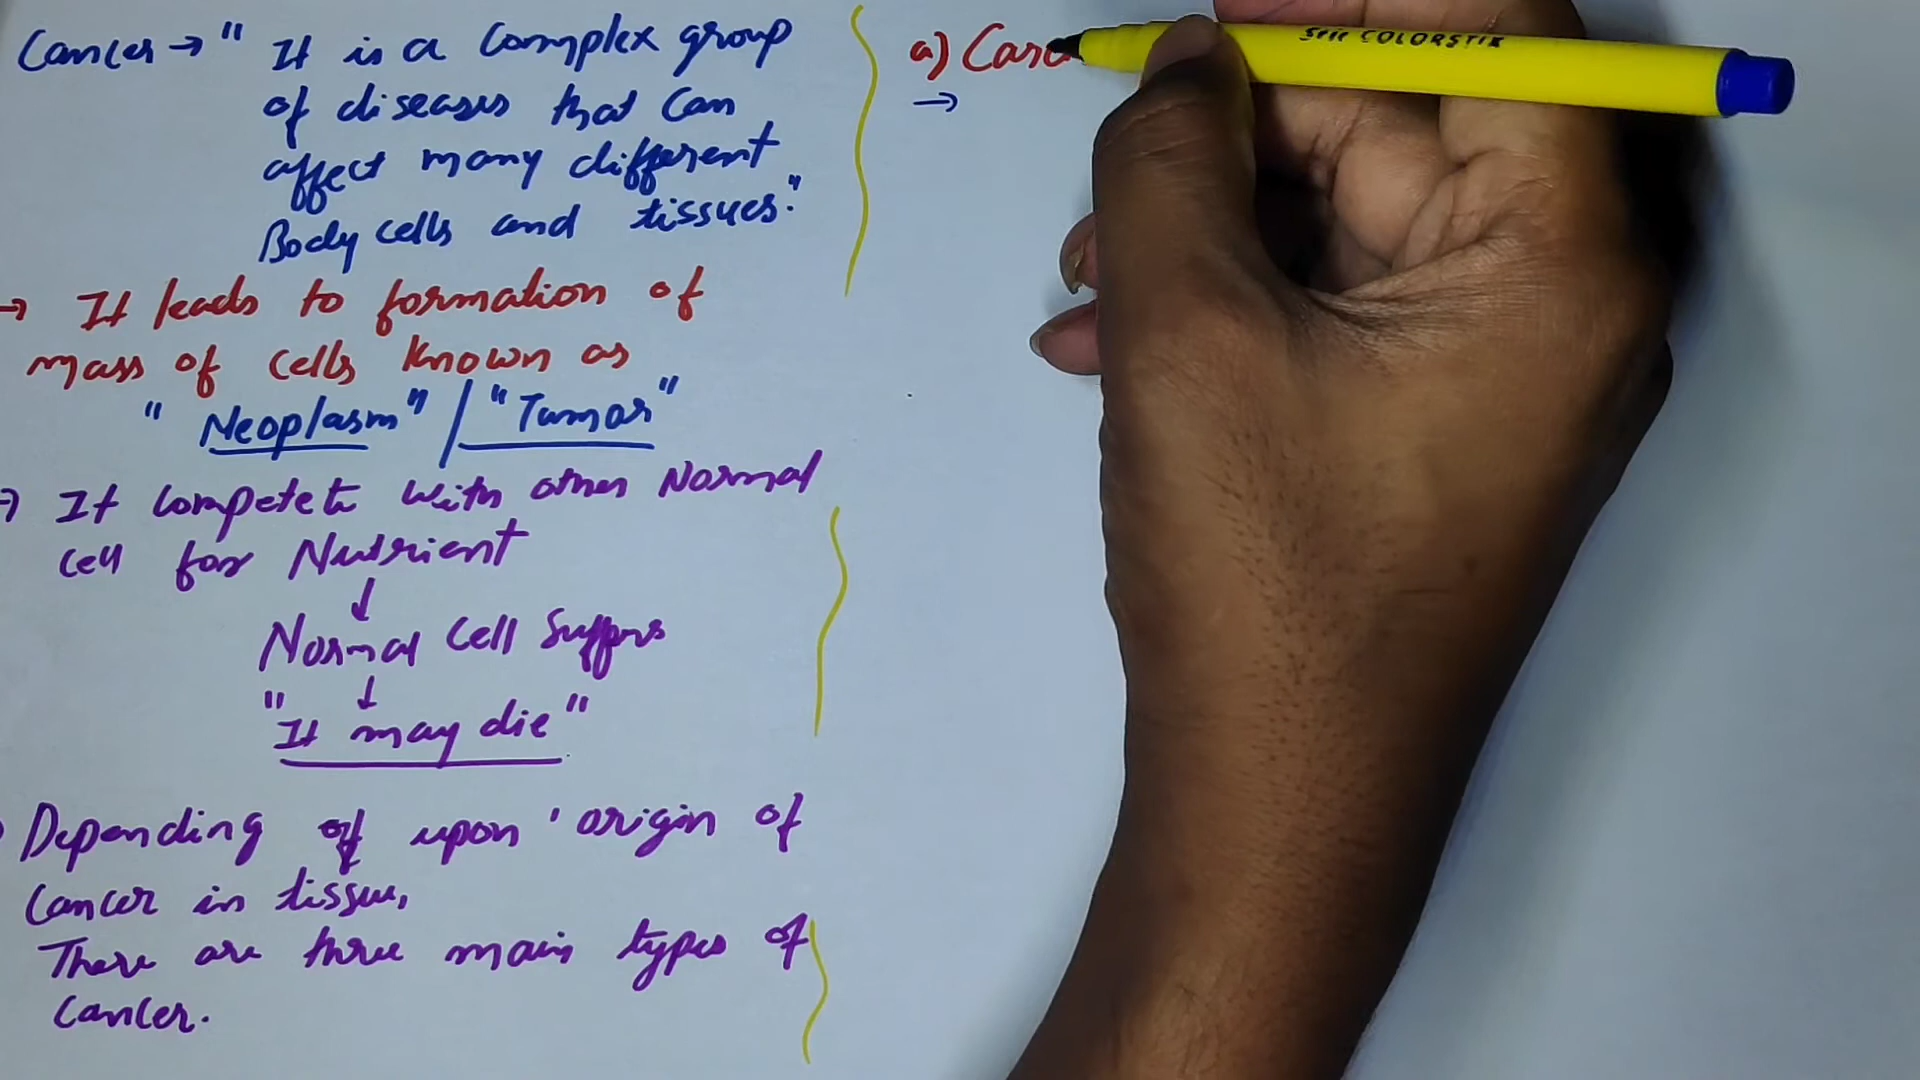 Cancer → " It is a Complex group
of diseases that can
affect many different
Body cells and tissues."
→ It leads to formation of
mass of cells known as
" Neoplasm " / " Tumor "
→ It compete with other Normal
cell for Nutrient
↓
Normal Cell Suffers
↓
"It may die"
Depending of upon ' origin of
Cancer in tissue,
There are three main types of
cancer.
a) Carc
→
COLORSTIX